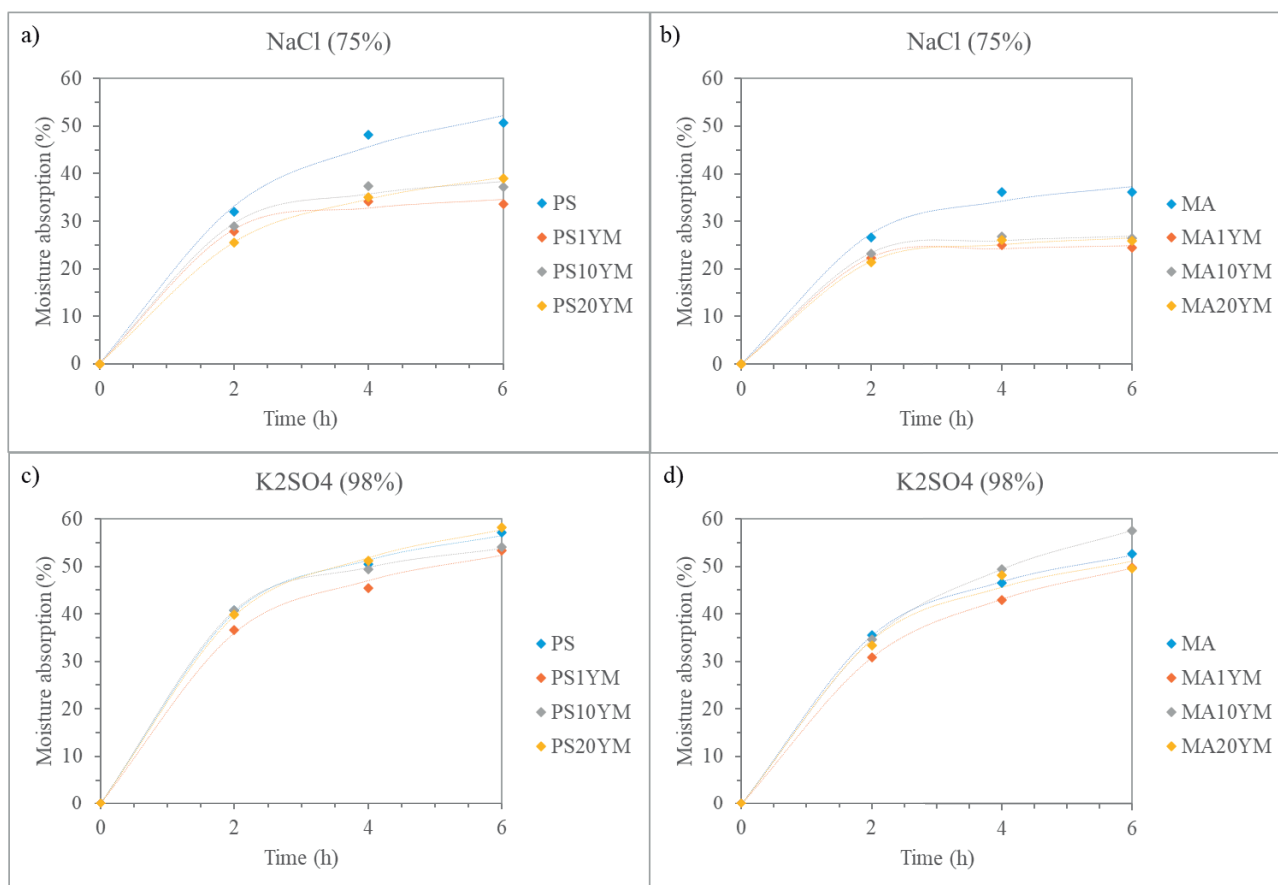 a)
NaCl (75%)
Moisture absorption (%)
60
50
40
30
20
10
0
0 2 4 6
Time (h)
PS
PS1YM
PS10YM
PS20YM
b)
NaCl (75%)
Moisture absorption (%)
60
50
40
30
20
10
0
0 2 4 6
Time (h)
MA
MA1YM
MA10YM
MA20YM
c)
K2SO4 (98%)
Moisture absorption (%)
60
50
40
30
20
10
0
0 2 4 6
Time (h)
PS
PS1YM
PS10YM
PS20YM
d)
K2SO4 (98%)
Moisture absorption (%)
60
50
40
30
20
10
0
0 2 4 6
Time (h)
MA
MA1YM
MA10YM
MA20YM